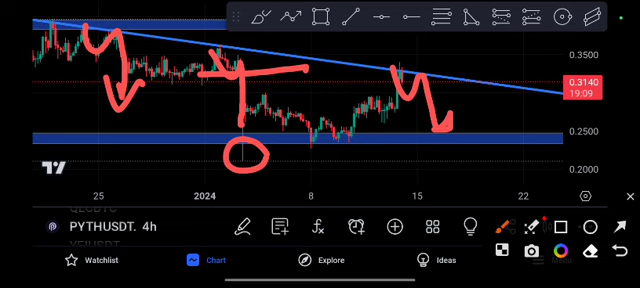 0.3500
0.3140
19:09
0.2500
0.2000
25
2024
8
15
22
PYTHUSDT. 4h
Watchlist
Chart
Explore
Ideas